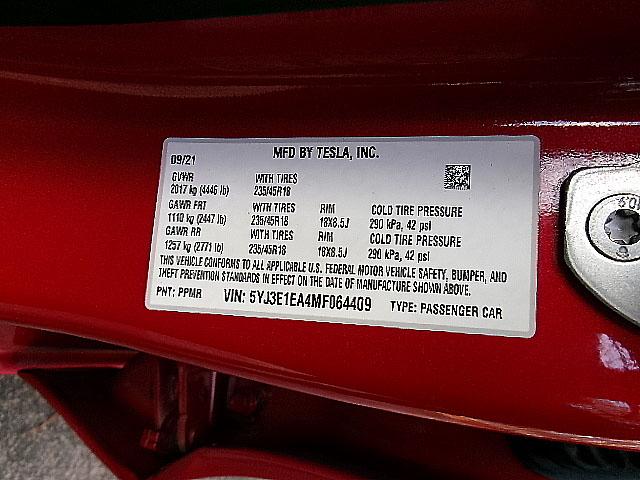 MFD BY TESLA, INC.
09/21
GVWR WITH TIRES
2017 kg (4446 lb) 235/45R18
GAWR FRT WITH TIRES RIM COLD TIRE PRESSURE
1110 kg (2447 lb) 235/45R18 18X8.5J 290 kPa, 42 psi
GAWR RR WITH TIRES RIM COLD TIRE PRESSURE
1257 kg (2771 lb) 235/45R18 18X8.5J 290 kPa, 42 psi
THIS VEHICLE CONFORMS TO ALL APPLICABLE U.S. FEDERAL MOTOR VEHICLE SAFETY, BUMPER, AND
THEFT PREVENTION STANDARDS IN EFFECT ON THE DATE OF MANUFACTURE SHOWN ABOVE.
PNT: PPMR VIN: 5YJ3E1EA4MF064409 TYPE: PASSENGER CAR